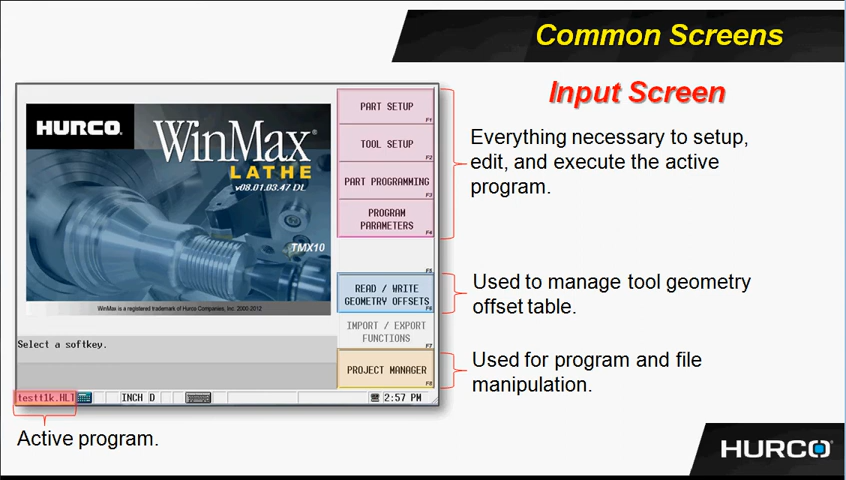 Common Screens
Input Screen
HURCO
WinMax®
LATHE
v08.01.03.47 DL
TMX10
WinMax is a registered trademark of Hurco Companies, Inc. 2000-2012
Select a softkey.
PART SETUP
F1
TOOL SETUP
F2
PART PROGRAMMING
F3
PROGRAM
PARAMETERS
F4
F5
READ / WRITE
GEOMETRY OFFSETS
F6
IMPORT / EXPORT
FUNCTIONS
F7
PROJECT MANAGER
F8
testt1k.HL1
INCH D
2:57 PM
Everything necessary to setup,
edit, and execute the active
program.
Used to manage tool geometry
offset table.
Used for program and file
manipulation.
Active program.
HURCO